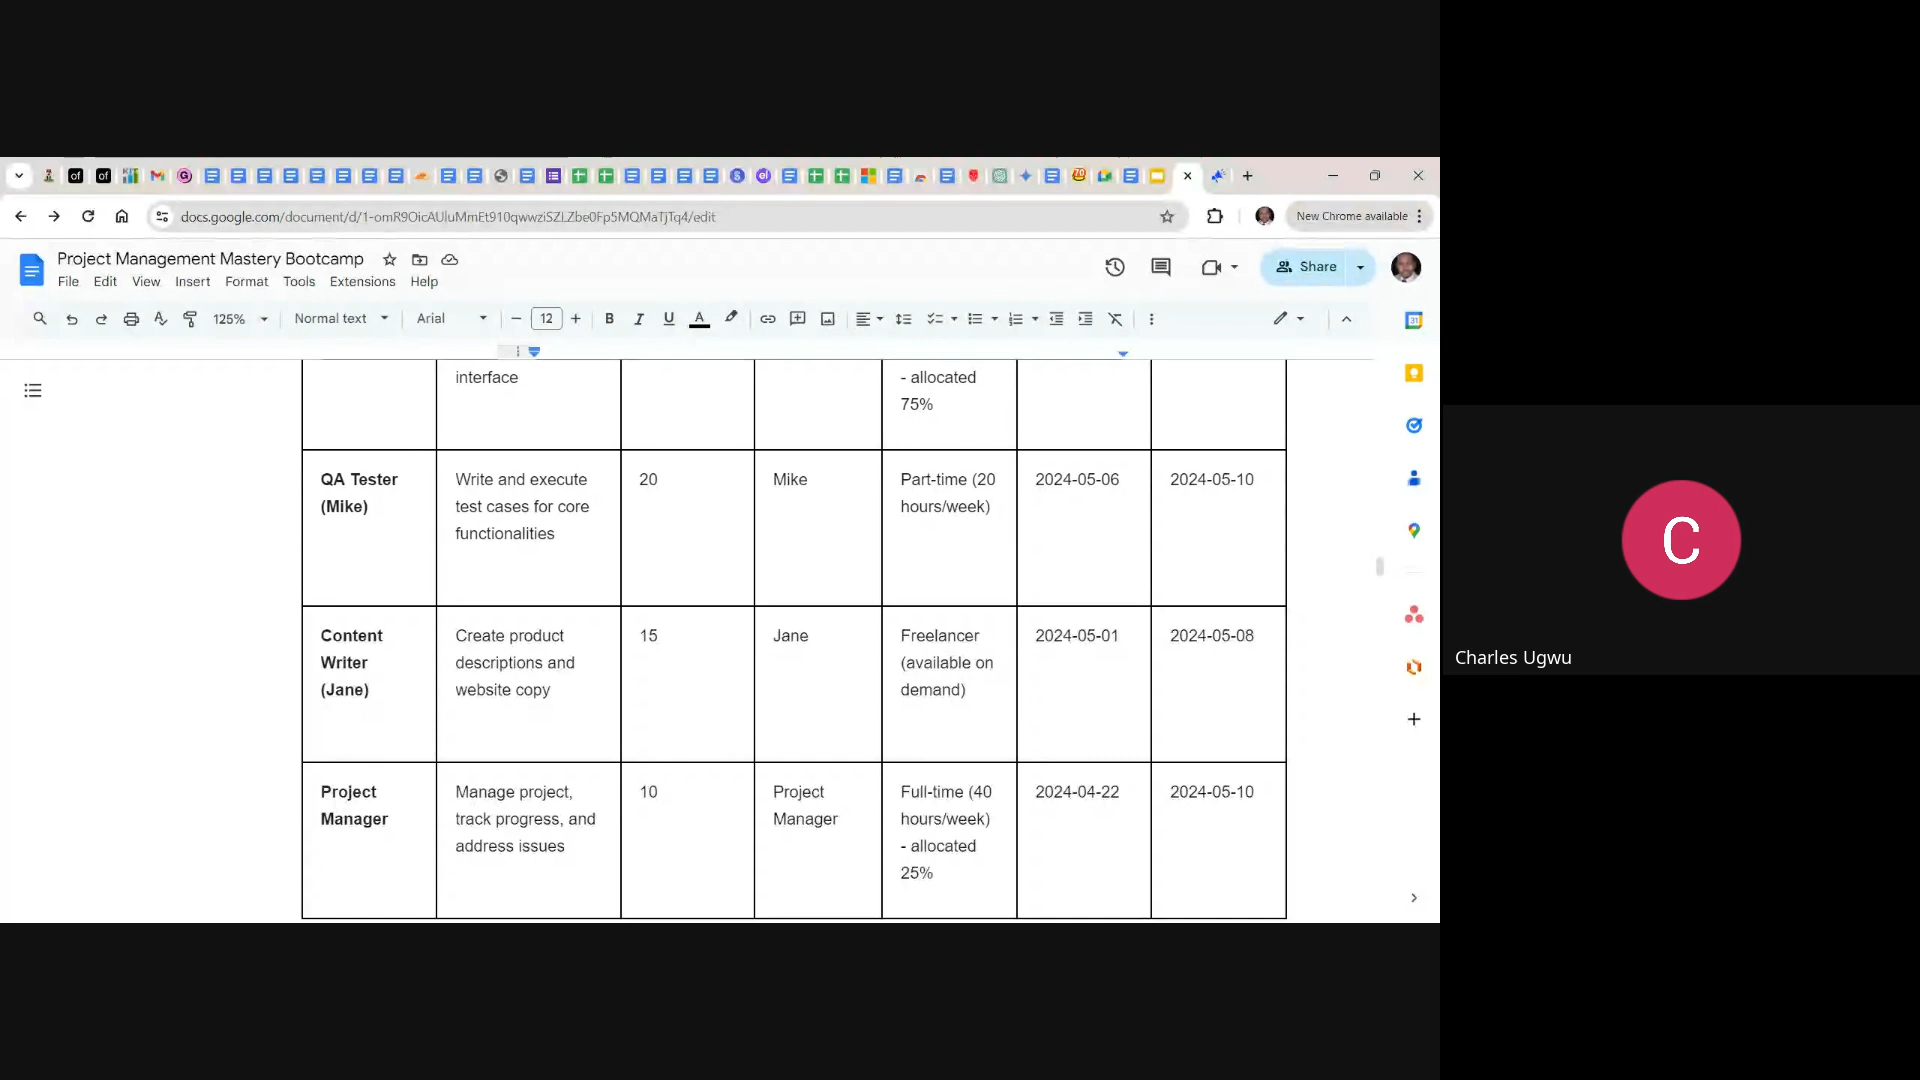 docs.google.com/document/d/1-omR9OicAUluMmEt910qwwziSZLZbe0Fp5MQMaTjTq4/edit
New Chrome available
Project Management Mastery Bootcamp
File Edit View Insert Format Tools Extensions Help
Share
125% Normal text Arial 12
interface
- allocated
75%
QA Tester
(Mike)
Write and execute
test cases for core
functionalities
20
Mike
Part-time (20
hours/week)
2024-05-06
2024-05-10
Content
Writer
(Jane)
Create product
descriptions and
website copy
15
Jane
Freelancer
(available on
demand)
2024-05-01
2024-05-08
Project
Manager
Manage project,
track progress, and
address issues
10
Project
Manager
Full-time (40
hours/week)
- allocated
25%
2024-04-22
2024-05-10
C
Charles Ugwu